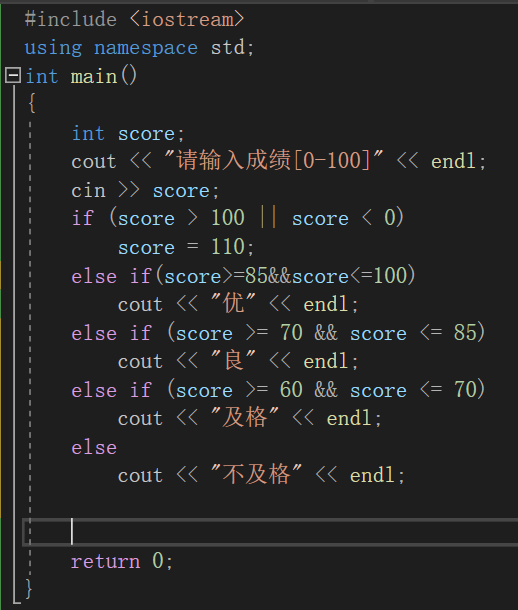 #include <iostream>
using namespace std;
int main()
{
    int score;
    cout << "请输入成绩[0-100]" << endl;
    cin >> score;
    if (score > 100 || score < 0)
        score = 110;
    else if(score>=85&&score<=100)
        cout << "优" << endl;
    else if (score >= 70 && score <= 85)
        cout << "良" << endl;
    else if (score >= 60 && score <= 70)
        cout << "及格" << endl;
    else
        cout << "不及格" << endl;
    return 0;
}